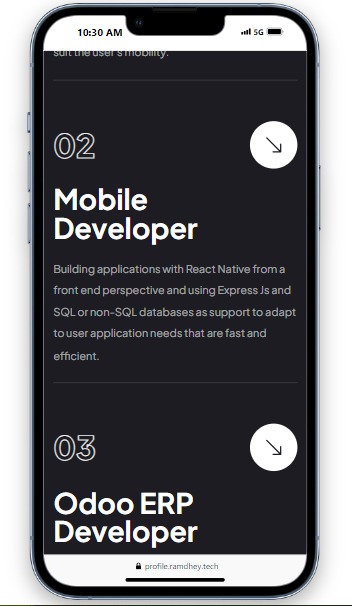 10:30 AM
5G
suit the user's mobility.
02
Mobile
Developer
Building applications with React Native from a
front end perspective and using Express Js and
SQL or non-SQL databases as support to adapt
to user application needs that are fast and
efficient.
03
Odoo ERP
Developer
profile.ramdhey.tech